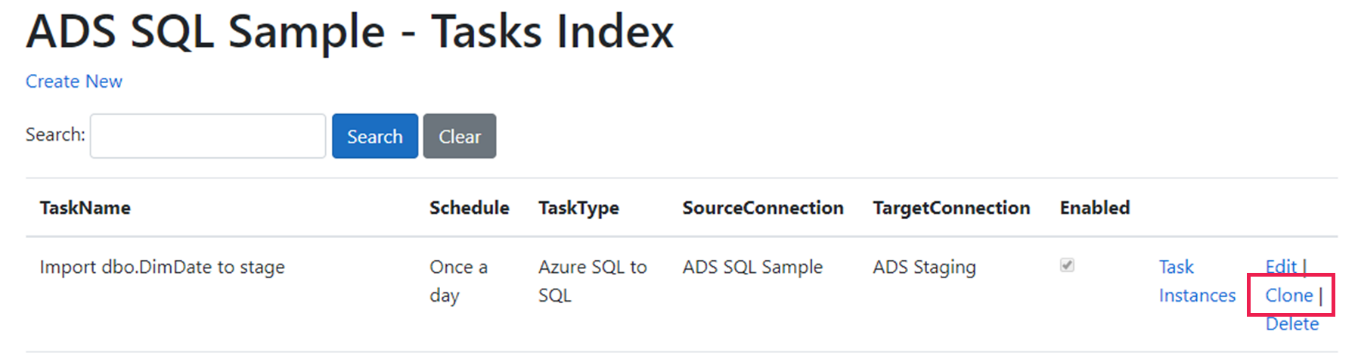 ADS SQL Sample - Tasks Index
Create New
Search: Search Clear
TaskName Schedule TaskType SourceConnection TargetConnection Enabled
Import dbo.DimDate to stage Once a Azure SQL to ADS SQL Sample ADS Staging Task Edit |
day SQL Instances Clone |
Delete